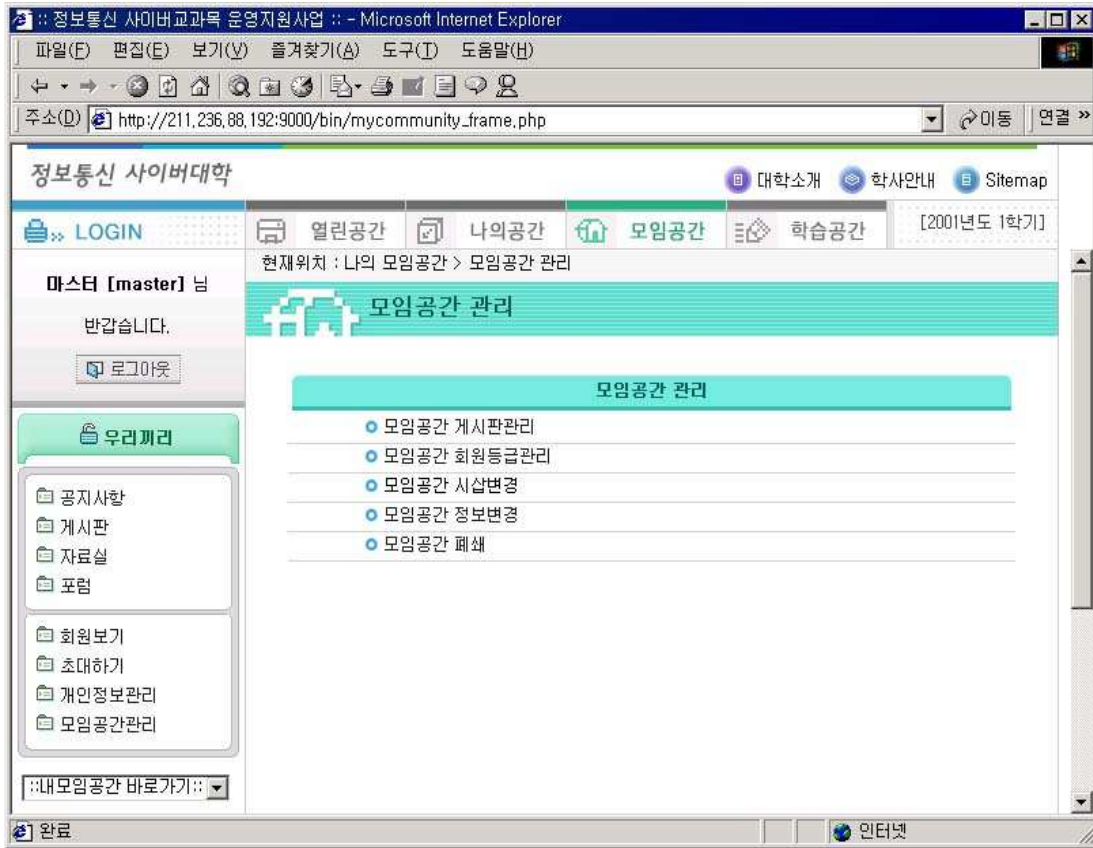 :: 정보통신 사이버교과목 운영지원사업 :: - Microsoft Internet Explorer
파일(F) 편집(E) 보기(V) 즐겨찾기(A) 도구(T) 도움말(H)
주소(D) http://211,236,88,192:9000/bin/mycommunity_frame,php 이동 연결 »
정보통신 사이버대학
대학소개 학사안내 Sitemap
LOGIN 열린공간 나의공간 모임공간 학습공간 [2001년도 1학기]
현재위치 : 나의 모임공간 > 모임공간 관리
마스터 [master] 님
반갑습니다.
로그아웃
모임공간 관리
모임공간 관리
모임공간 게시판관리
모임공간 회원등급관리
모임공간 시삽변경
모임공간 정보변경
모임공간 폐쇄
우리끼리
공지사항
게시판
자료실
포럼
회원보기
초대하기
개인정보관리
모임공간관리
::내모임공간 바로가기::
완료 인터넷